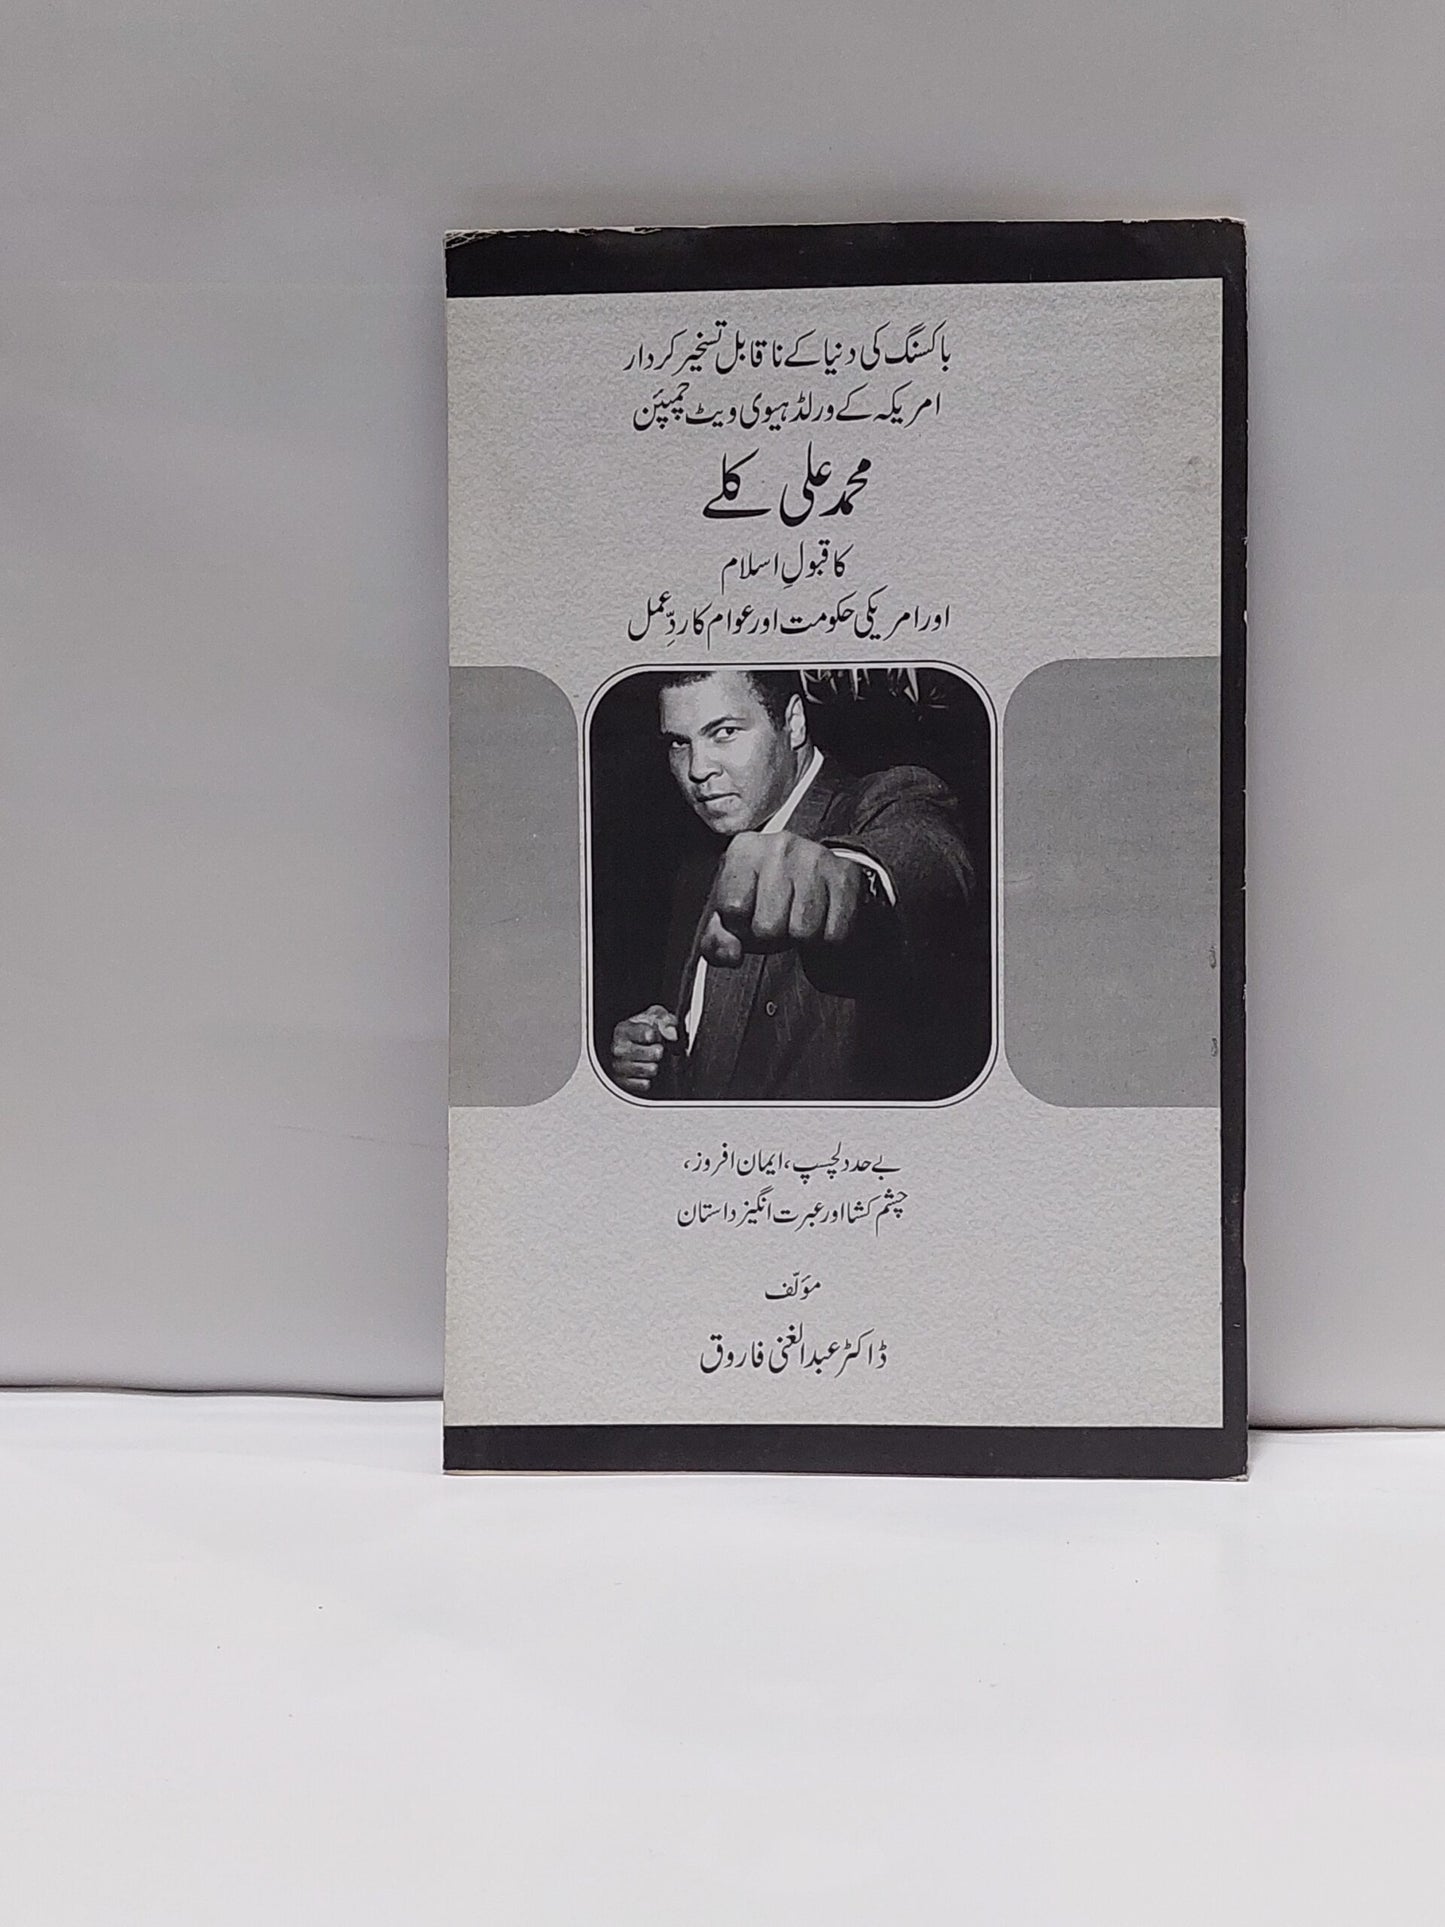 باکسنگ کی دنیا کے ناقابل تسخیر کردار
امریکہ کے ورلڈ ہیوی ویٹ چمپیئن
محمد علی کلے
کا قبولِ اسلام
اور امریکی حکومت اور عوام کا ردِّعمل
بے حد دلچسپ، ایمان افروز،
چشم کشا اور عبرت انگیز داستان
مؤلّف
ڈاکٹر عبدالغنی فاروق